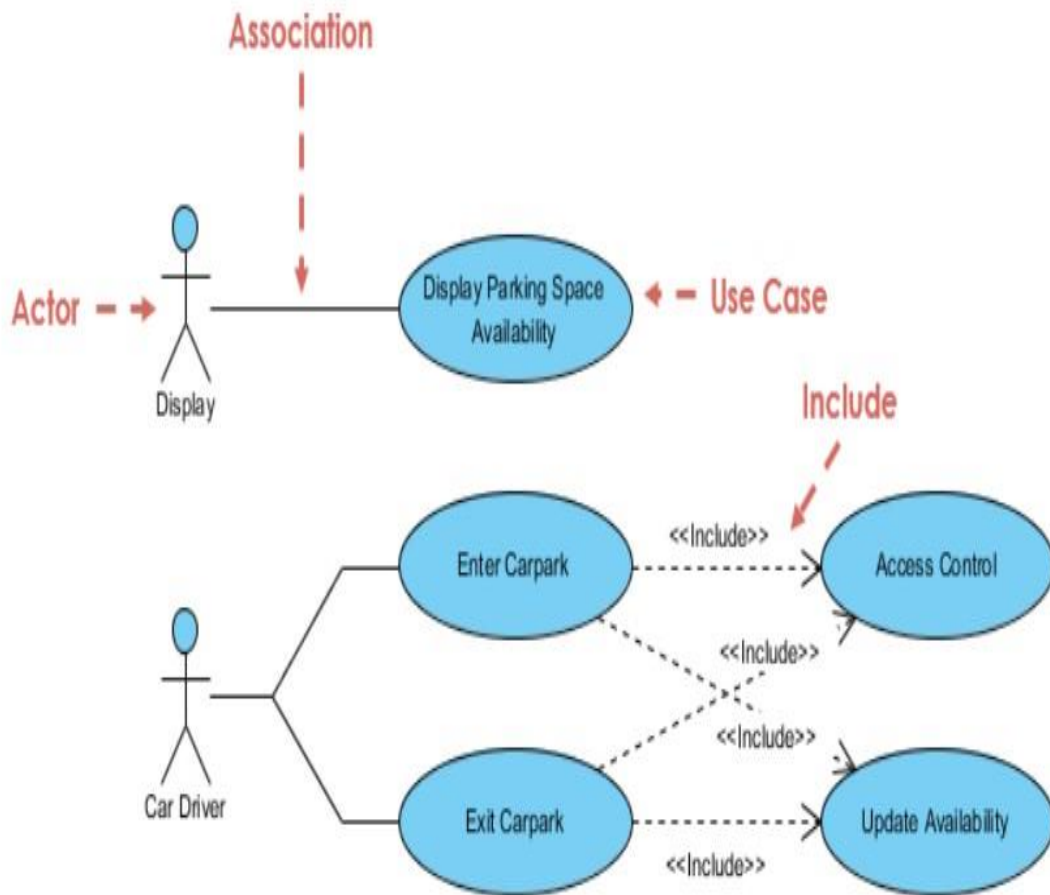 Association
Display Parking Space
Availability
Actor
Use Case
Display
Include
<<Include>>
Enter Carpark
Access Control
<<Include>>
<<Include>>
Car Driver
Exit Carpark
Update Availability
<<Include>>